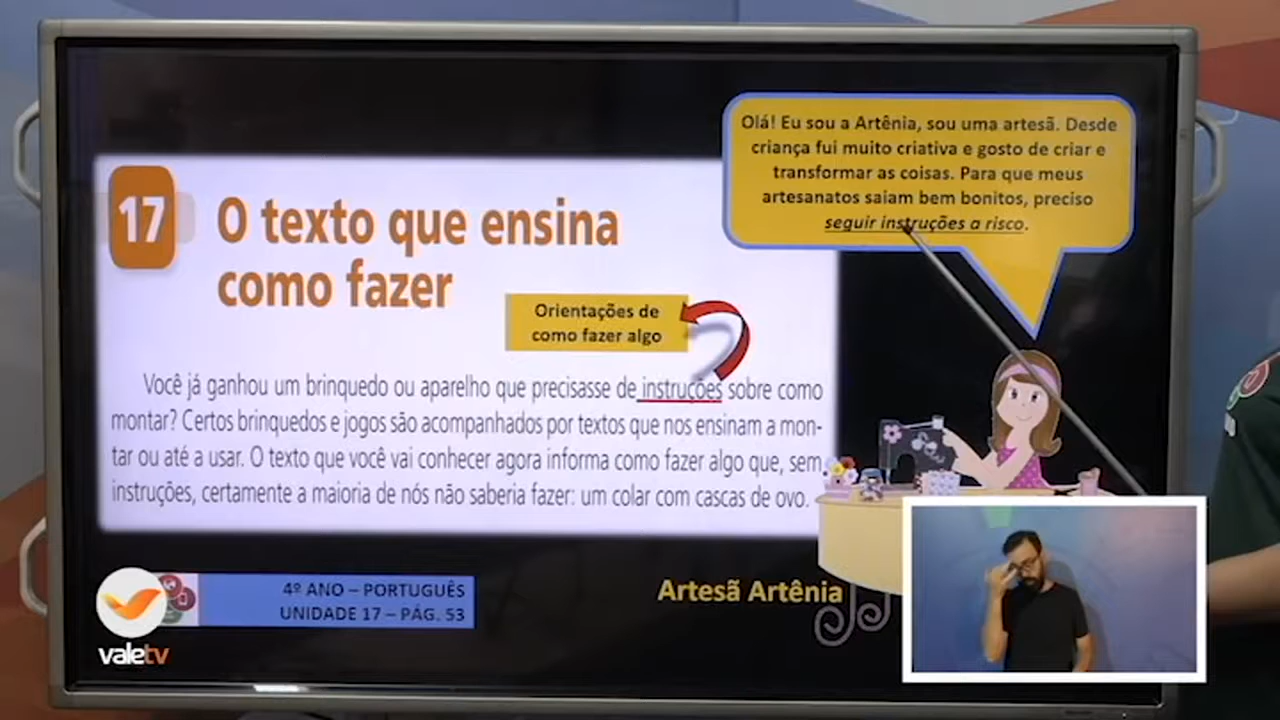 Olá! Eu sou a Artênia, sou uma artesã. Desde
criança fui muito criativa e gosto de criar e
transformar as coisas. Para que meus
artesanatos saiam bem bonitos, preciso
seguir instruções a risco.
17
O texto que ensina
como fazer
Orientações de
como fazer algo
Você já ganhou um brinquedo ou aparelho que precisasse de instruções sobre como
montar? Certos brinquedos e jogos são acompanhados por textos que nos ensinam a mon-
tar ou até a usar. O texto que você vai conhecer agora informa como fazer algo que, sem
instruções, certamente a maioria de nós não saberia fazer: um colar com cascas de ovo.
4º ANO – PORTUGUÊS
UNIDADE 17 – PÁG. 53
Artesã Artênia
valetv